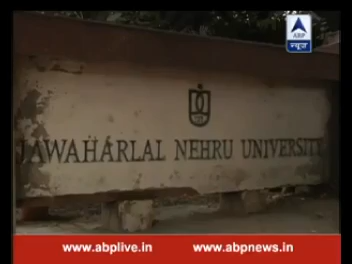 ABP
न्यूज़
JAWAHARLAL NEHRU UNIVERSITY
www.abplive.in www.abpnews.in